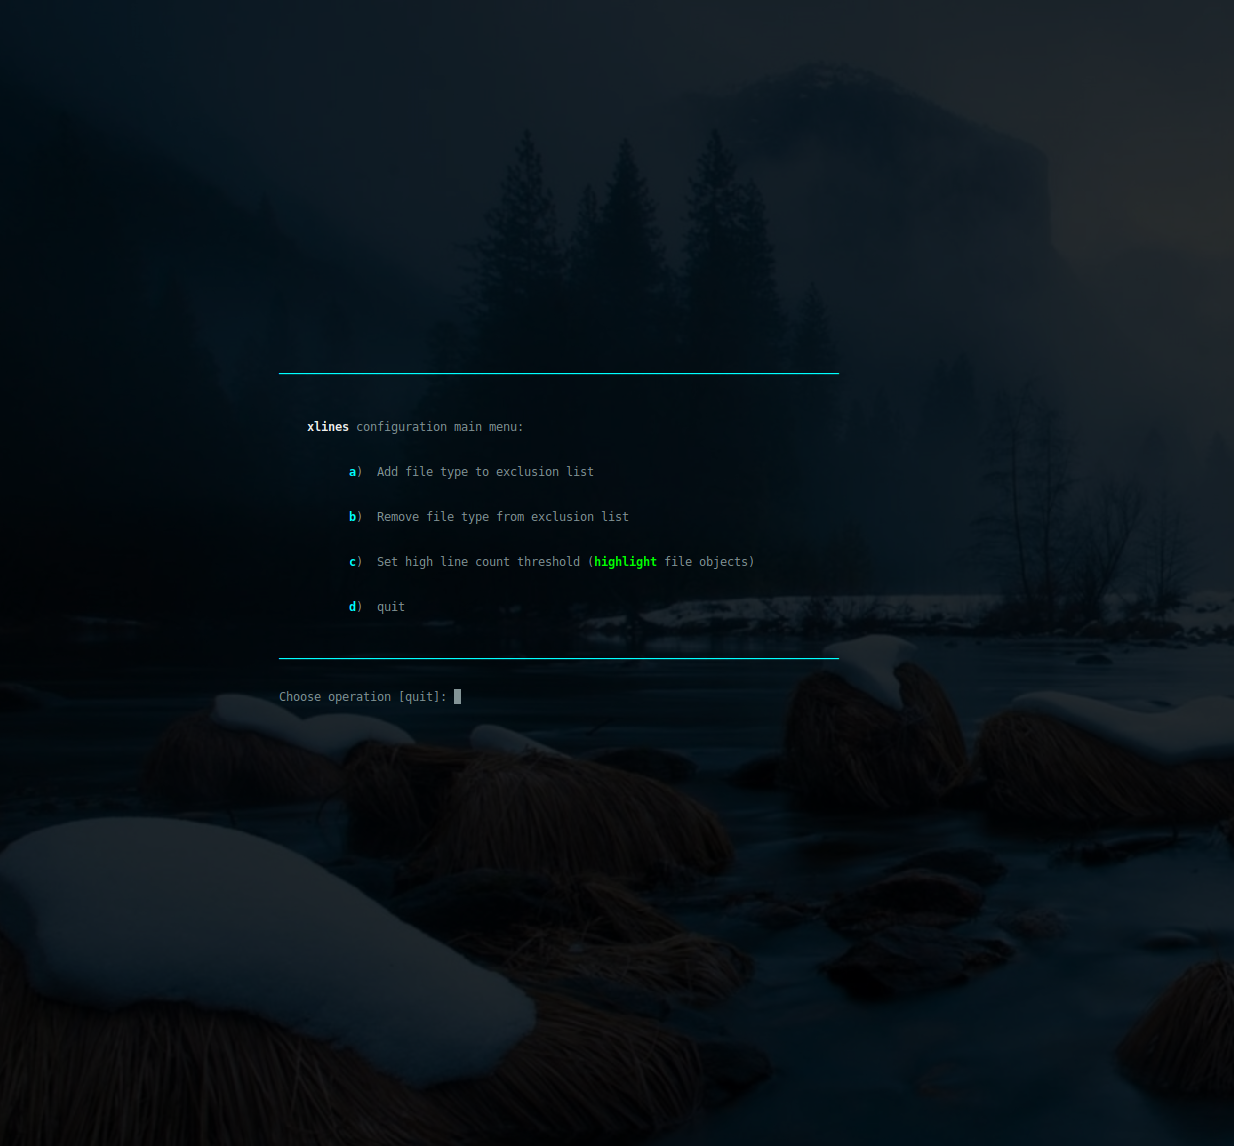 xlines configuration main menu:
a)  Add file type to exclusion list
b)  Remove file type from exclusion list
c)  Set high line count threshold (highlight file objects)
d)  quit
Choose operation [quit]: